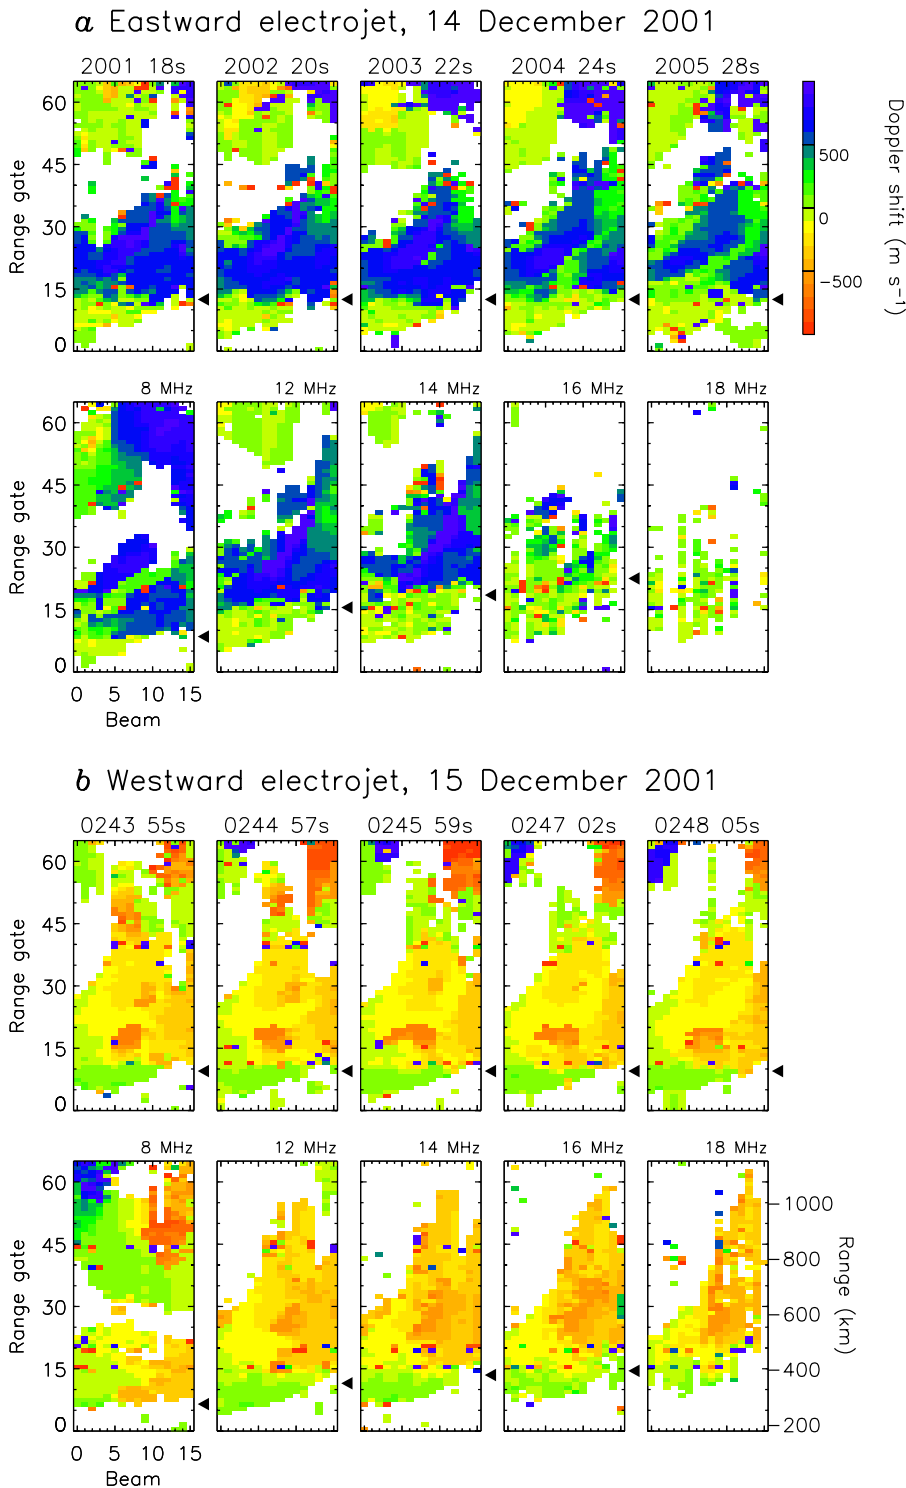 a Eastward electrojet, 14 December 2001
2001 18s 2002 20s 2003 22s 2004 24s 2005 28s
60
45
30
15
0
Range gate
500
0
−500
Doppler shift (m s−1)
8 MHz 12 MHz 14 MHz 16 MHz 18 MHz
60
45
30
15
0
Range gate
0 5 10 15
Beam
b Westward electrojet, 15 December 2001
0243 55s 0244 57s 0245 59s 0247 02s 0248 05s
60
45
30
15
0
Range gate
8 MHz 12 MHz 14 MHz 16 MHz 18 MHz
60
45
30
15
0
Range gate
1000
800
600
400
200
Range (km)
0 5 10 15
Beam